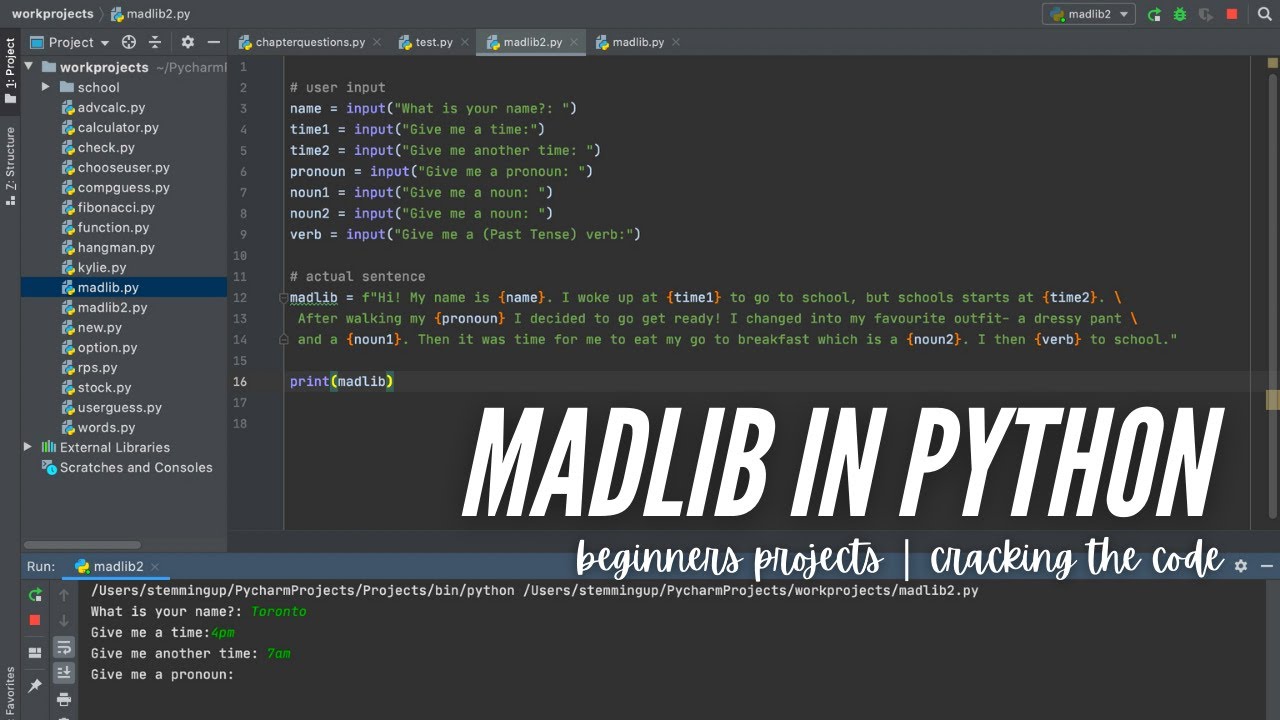 workprojects madlib2.py madlib2
1: Project
Project chapterquestions.py test.py madlib2.py madlib.py
workprojects ~/PycharmP
school
advcalc.py
calculator.py
check.py
chooseuser.py
compguess.py
fibonacci.py
function.py
hangman.py
kylie.py
madlib.py
madlib2.py
new.py
option.py
rps.py
stock.py
userguess.py
words.py
External Libraries
Scratches and Consoles
Z: Structure
1
2 # user input
3 name = input("What is your name?: ")
4 time1 = input("Give me a time:")
5 time2 = input("Give me another time: ")
6 pronoun = input("Give me a pronoun: ")
7 noun1 = input("Give me a noun: ")
8 noun2 = input("Give me a noun: ")
9 verb = input("Give me a (Past Tense) verb:")
10
11 # actual sentence
12 madlib = f"Hi! My name is {name}. I woke up at {time1} to go to school, but schools starts at {time2}. \
13 After walking my {pronoun} I decided to go get ready! I changed into my favourite outfit- a dressy pant \
14 and a {noun1}. Then it was time for me to eat my go to breakfast which is a {noun2}. I then {verb} to school."
15
16 print(madlib)
17
18
MADLIB IN PYTHON
beginners projects | cracking the code
Run: madlib2
/Users/stemmingup/PycharmProjects/Projects/bin/python /Users/stemmingup/PycharmProjects/workprojects/madlib2.py
What is your name?: Toronto
Give me a time:4pm
Give me another time: 7am
Give me a pronoun:
Favorites